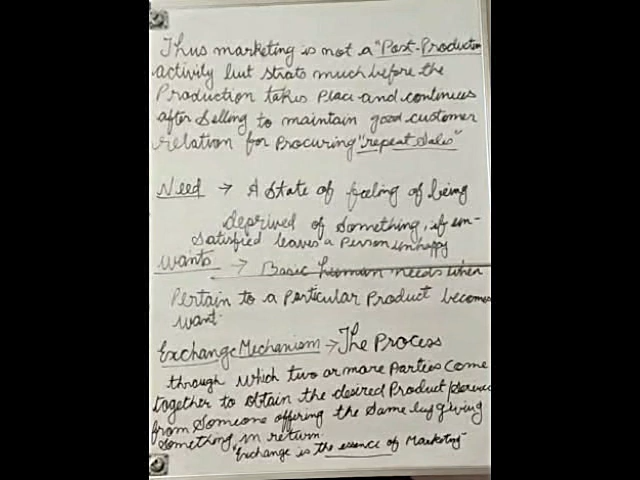 Thus marketing is not a "Post-Production
activity but strats much before the
Production takes Place and continues
after Selling to maintain good customer
relation for Procuring "repeat sales"
Need → A State of feeling of being
deprived of something, if un-
satisfied leaves a Person unhappy
wants → Basic human needs when
Pertain to a Particular Product becomes
want.
Exchange Mechanism → The Process
through which two or more Parties come
together to obtain the desired Product/service
from Someone offering the Same by giving
something in return.
"Exchange is the essence of Marketing"